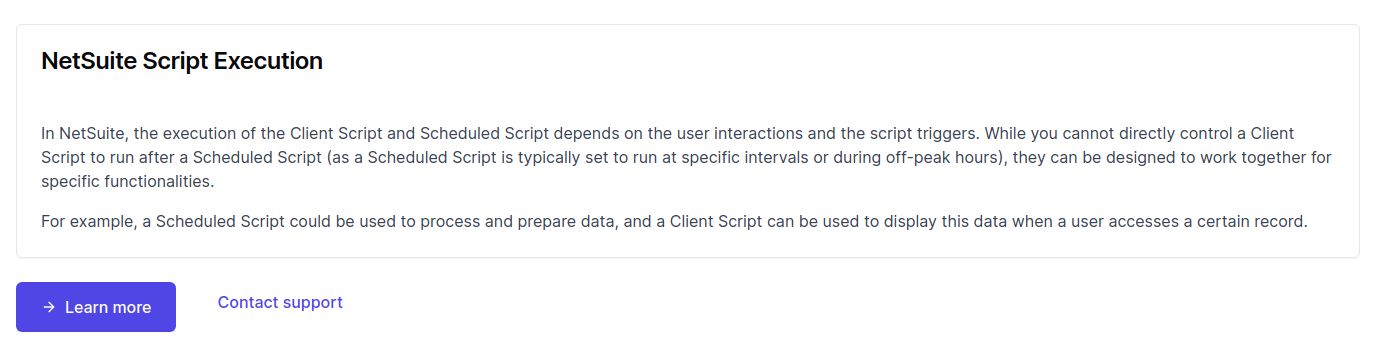 NetSuite Script Execution
In NetSuite, the execution of the Client Script and Scheduled Script depends on the user interactions and the script triggers. While you cannot directly control a Client
Script to run after a Scheduled Script (as a Scheduled Script is typically set to run at specific intervals or during off-peak hours), they can be designed to work together for
specific functionalities.
For example, a Scheduled Script could be used to process and prepare data, and a Client Script can be used to display this data when a user accesses a certain record.
→ Learn more
Contact support